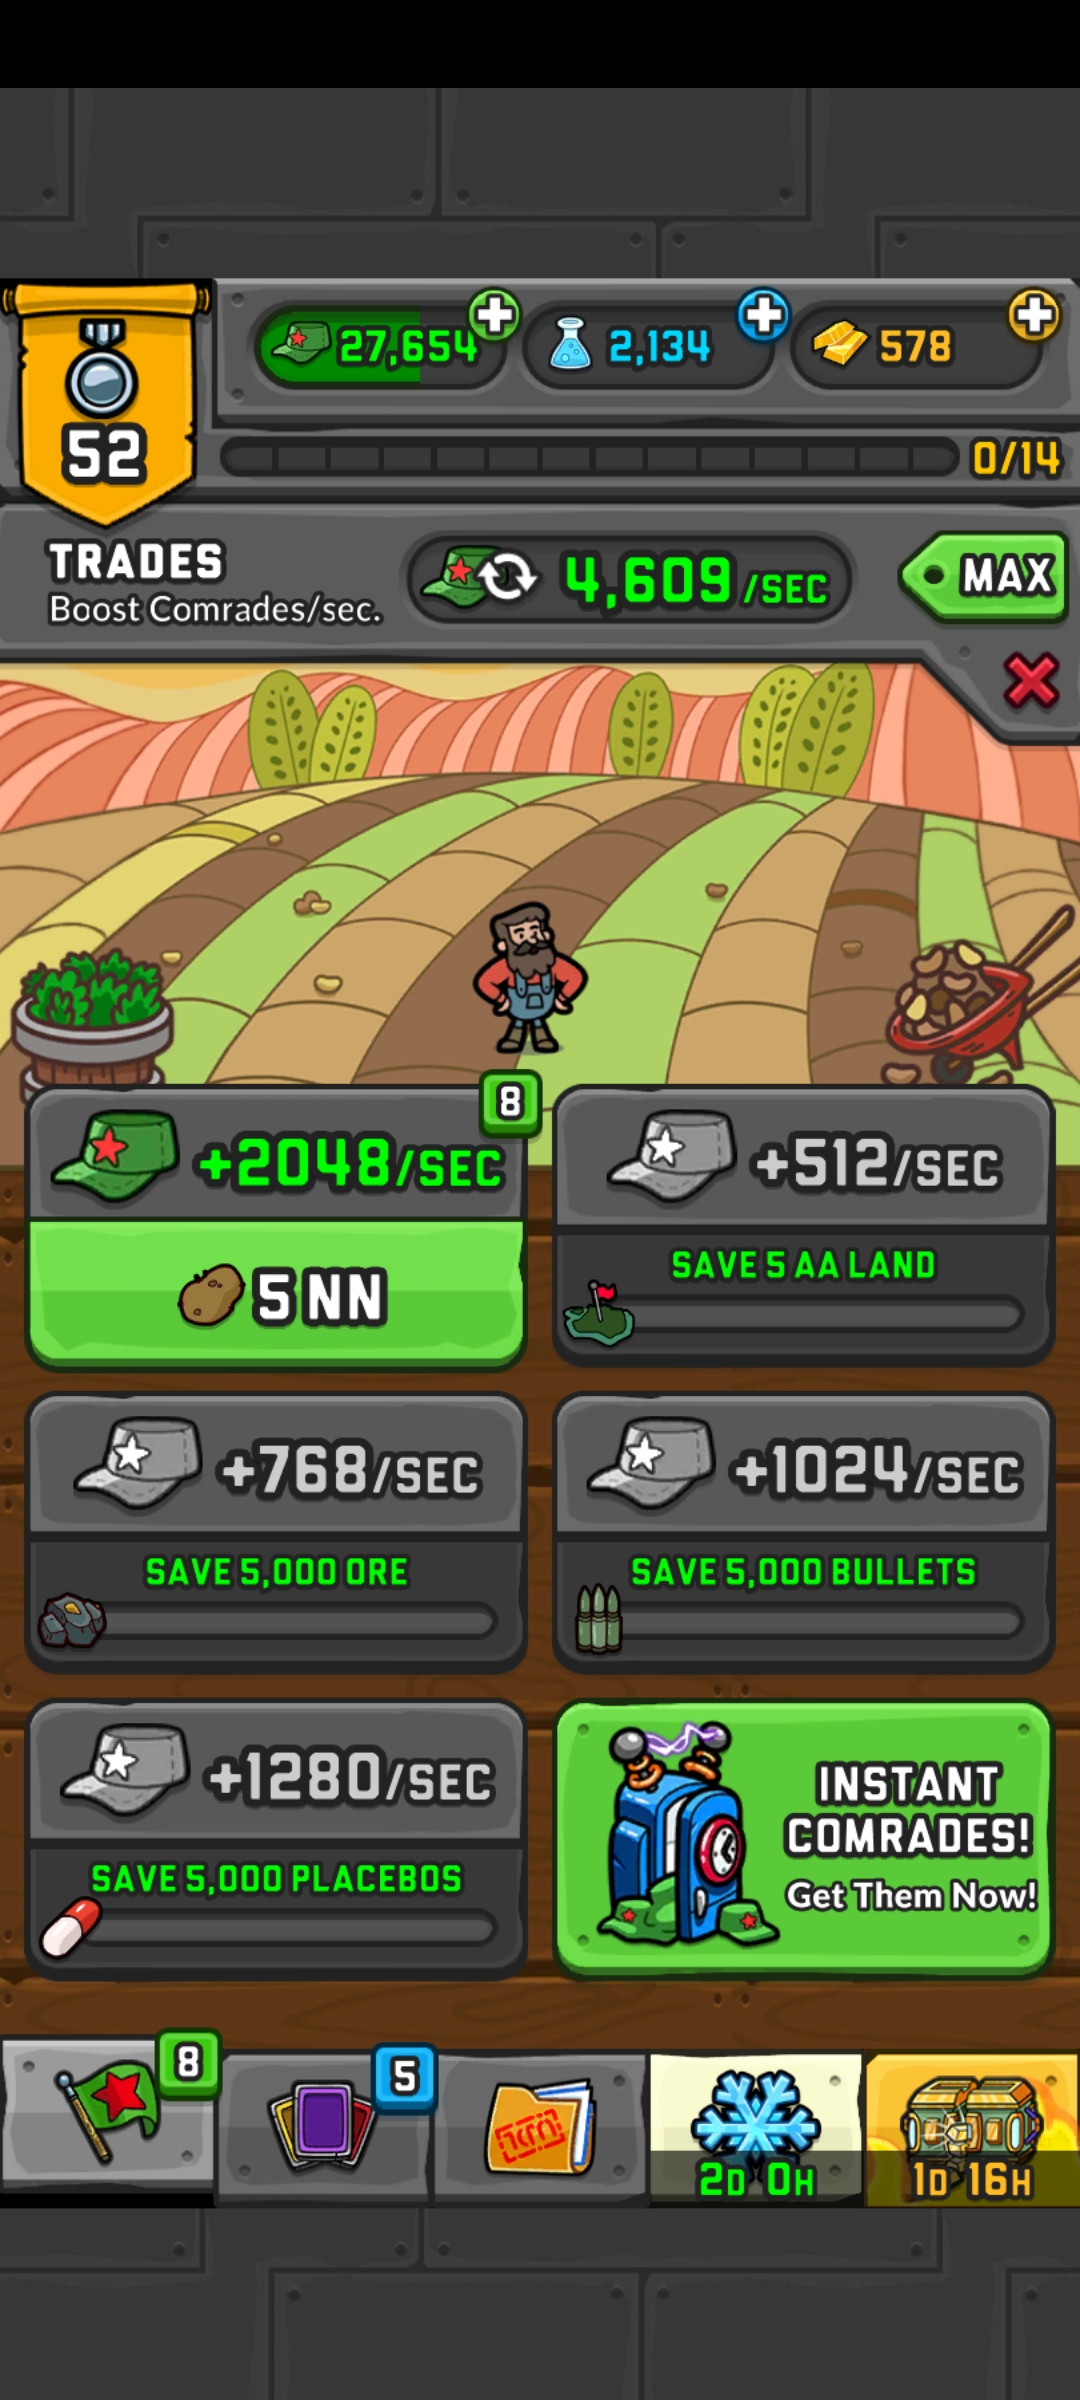 27,654
2,134
578
52
0/14
TRADES
Boost Comrades/sec.
4,609/SEC
MAX
8
+2048/SEC
5 NN
+512/SEC
SAVE 5 AA LAND
+768/SEC
SAVE 5,000 ORE
+1024/SEC
SAVE 5,000 BULLETS
+1280/SEC
SAVE 5,000 PLACEBOS
INSTANT
COMRADES!
Get Them Now!
8
5
2D 0H
1D 16H